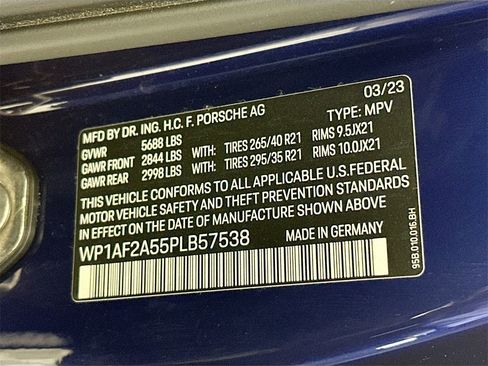 MFD BY DR. ING. H.C. F. PORSCHE AG 03/23
GVWR 5688 LBS TYPE: MPV
GAWR FRONT 2844 LBS WITH: TIRES 265/40 R21 RIMS 9.5JX21
GAWR REAR 2998 LBS WITH: TIRES 295/35 R21 RIMS 10.0JX21
THIS VEHICLE CONFORMS TO ALL APPLICABLE U.S.FEDERAL
MOTOR VEHICLE SAFETY AND THEFT PREVENTION STANDARDS
IN EFFECT ON THE DATE OF MANUFACTURE SHOWN ABOVE.
WP1AF2A55PLB57538 MADE IN GERMANY
95B.010.016.BH